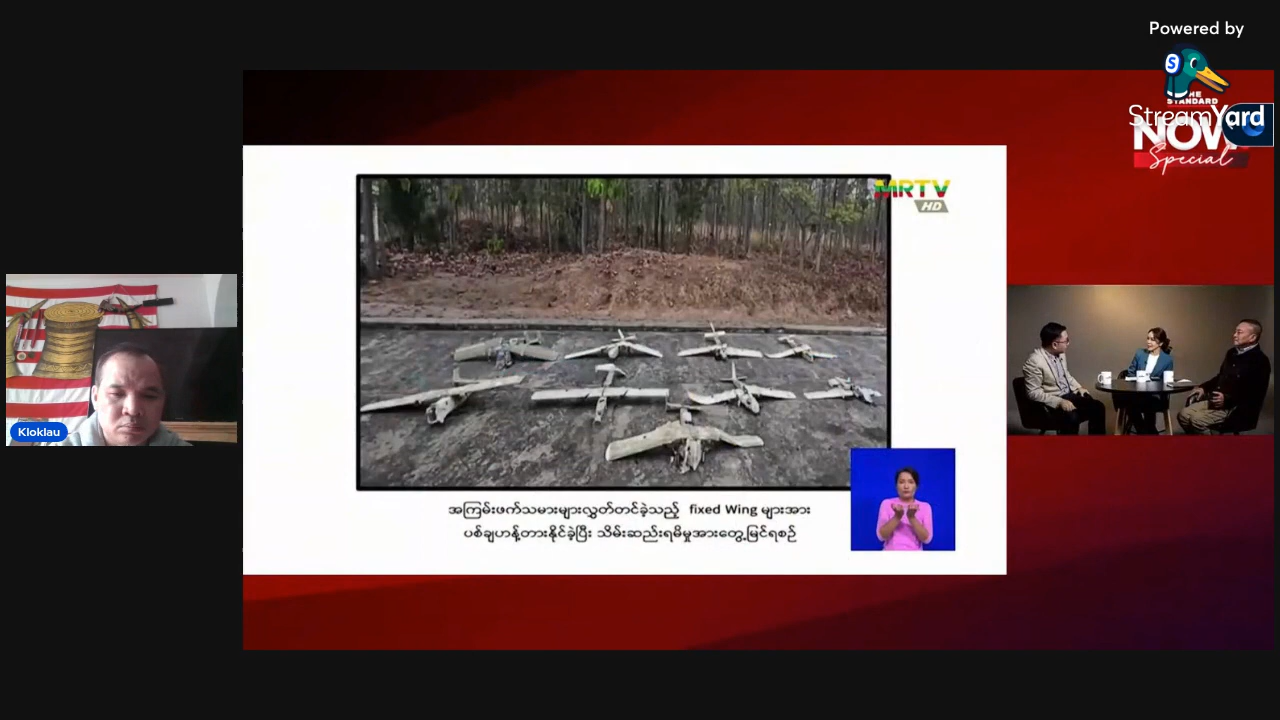 Powered by
StreamYard
THE
STANDARD
NOW
Special
MRTV
HD
Kloklau
အကြမ်းဖက်သမားများလွှတ်တင်ခဲ့သည့် fixed Wing များအား
ပစ်ချဟန့်တားနိုင်ခဲ့ပြီး သိမ်းဆည်းရမိမှုအားတွေ့မြင်ရစဉ်